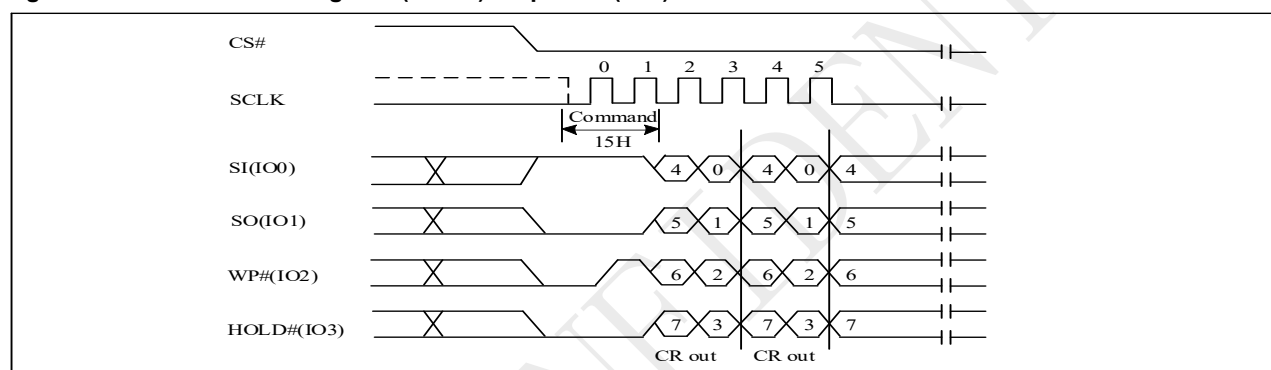 CS#
0 1 2 3 4 5
SCLK
Command
15H
SI(IO0) 4 0 4 0 4
SO(IO1) 5 1 5 1 5
WP#(IO2) 6 2 6 2 6
HOLD#(IO3) 7 3 7 3 7
CR out CR out